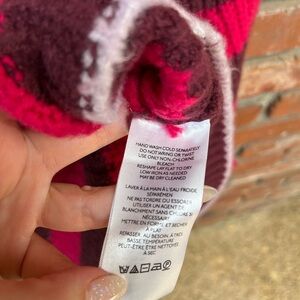 HAND WASH COLD SEPARATELY
DO NOT WRING OR TWIST
USE ONLY NON-CHLORINE
BLEACH
RESHAPE LAY FLAT TO DRY
LOW IRON AS NEEDED
MAY BE DRY CLEANED
LAVER À LA MAIN À L'EAU FROIDE
SÉPARÉMEN
NE PAS TORDRE OU ESSORER
UTILISER UN AGENT DE
BLANCHIMENT SANS CHLORE SI
NÉCESSAIRE
METTRE EN FORME ET SÉCHER
À PLAT
REPASSER AU BESOIN, À TRÈS
BASSE TEMPÉRATURE
PEUT-ÊTRE ÊTRE NETTOYÉS
À SEC